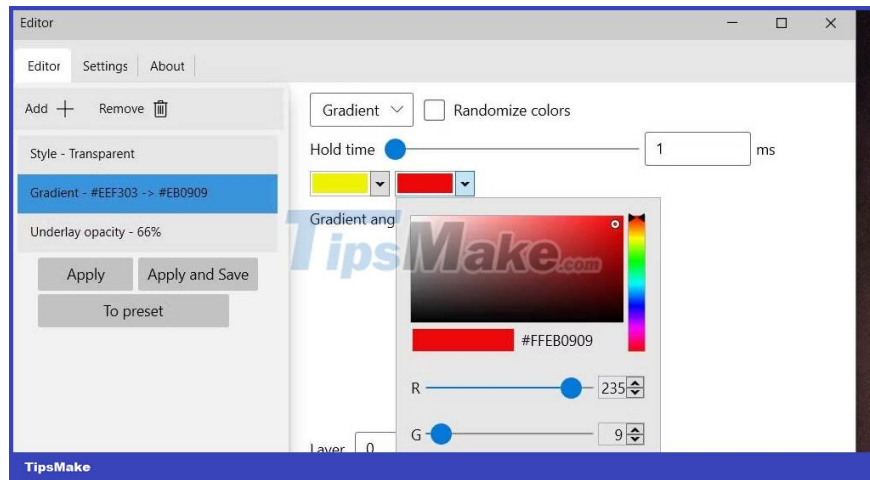 Editor
Editor Settings About
Add Remove
Gradient Randomize colors
Hold time 1 ms
Style - Transparent
Gradient - #EEF303 -> #EB0909
Underlay opacity - 66%
Apply Apply and Save
To preset
Gradient ang
TipsMake.com
#FFEB0909
R 235
G 9
Layer 0
TipsMake